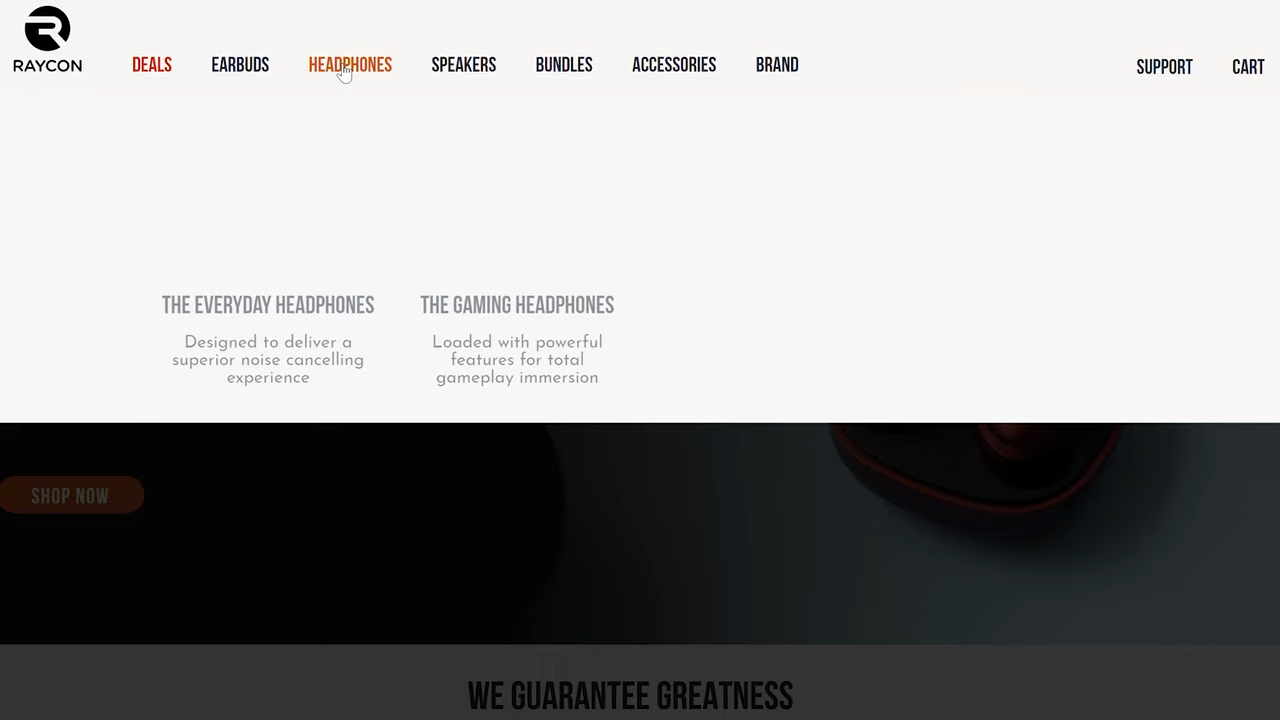 RAYCON
DEALS
EARBUDS
HEADPHONES
SPEAKERS
BUNDLES
ACCESSORIES
BRAND
SUPPORT
CART
THE EVERYDAY HEADPHONES
Designed to deliver a
superior noise cancelling
experience
THE GAMING HEADPHONES
Loaded with powerful
features for total
gameplay immersion
SHOP NOW
WE GUARANTEE GREATNESS